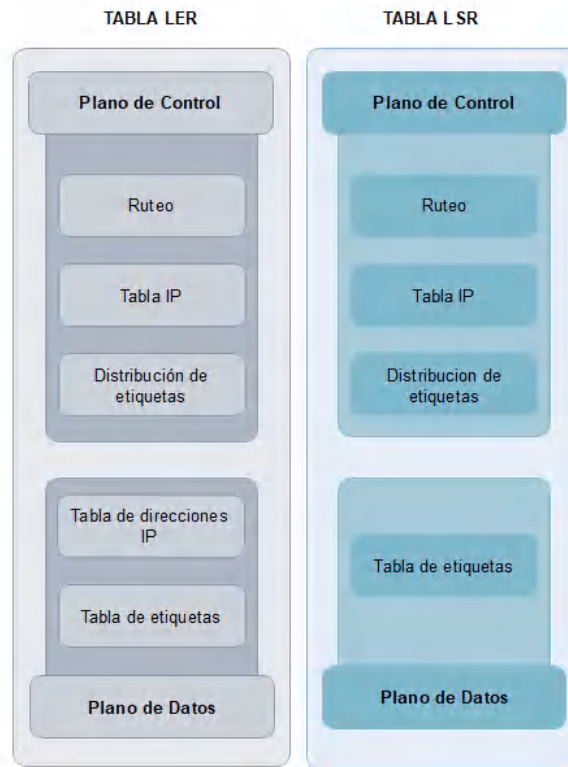 TABLA LER
Plano de Control
Ruteo
Tabla IP
Distribución de
etiquetas
Tabla de direcciones
IP
Tabla de etiquetas
Plano de Datos
TABLA LSR
Plano de Control
Ruteo
Tabla IP
Distribucion de
etiquetas
Tabla de etiquetas
Plano de Datos